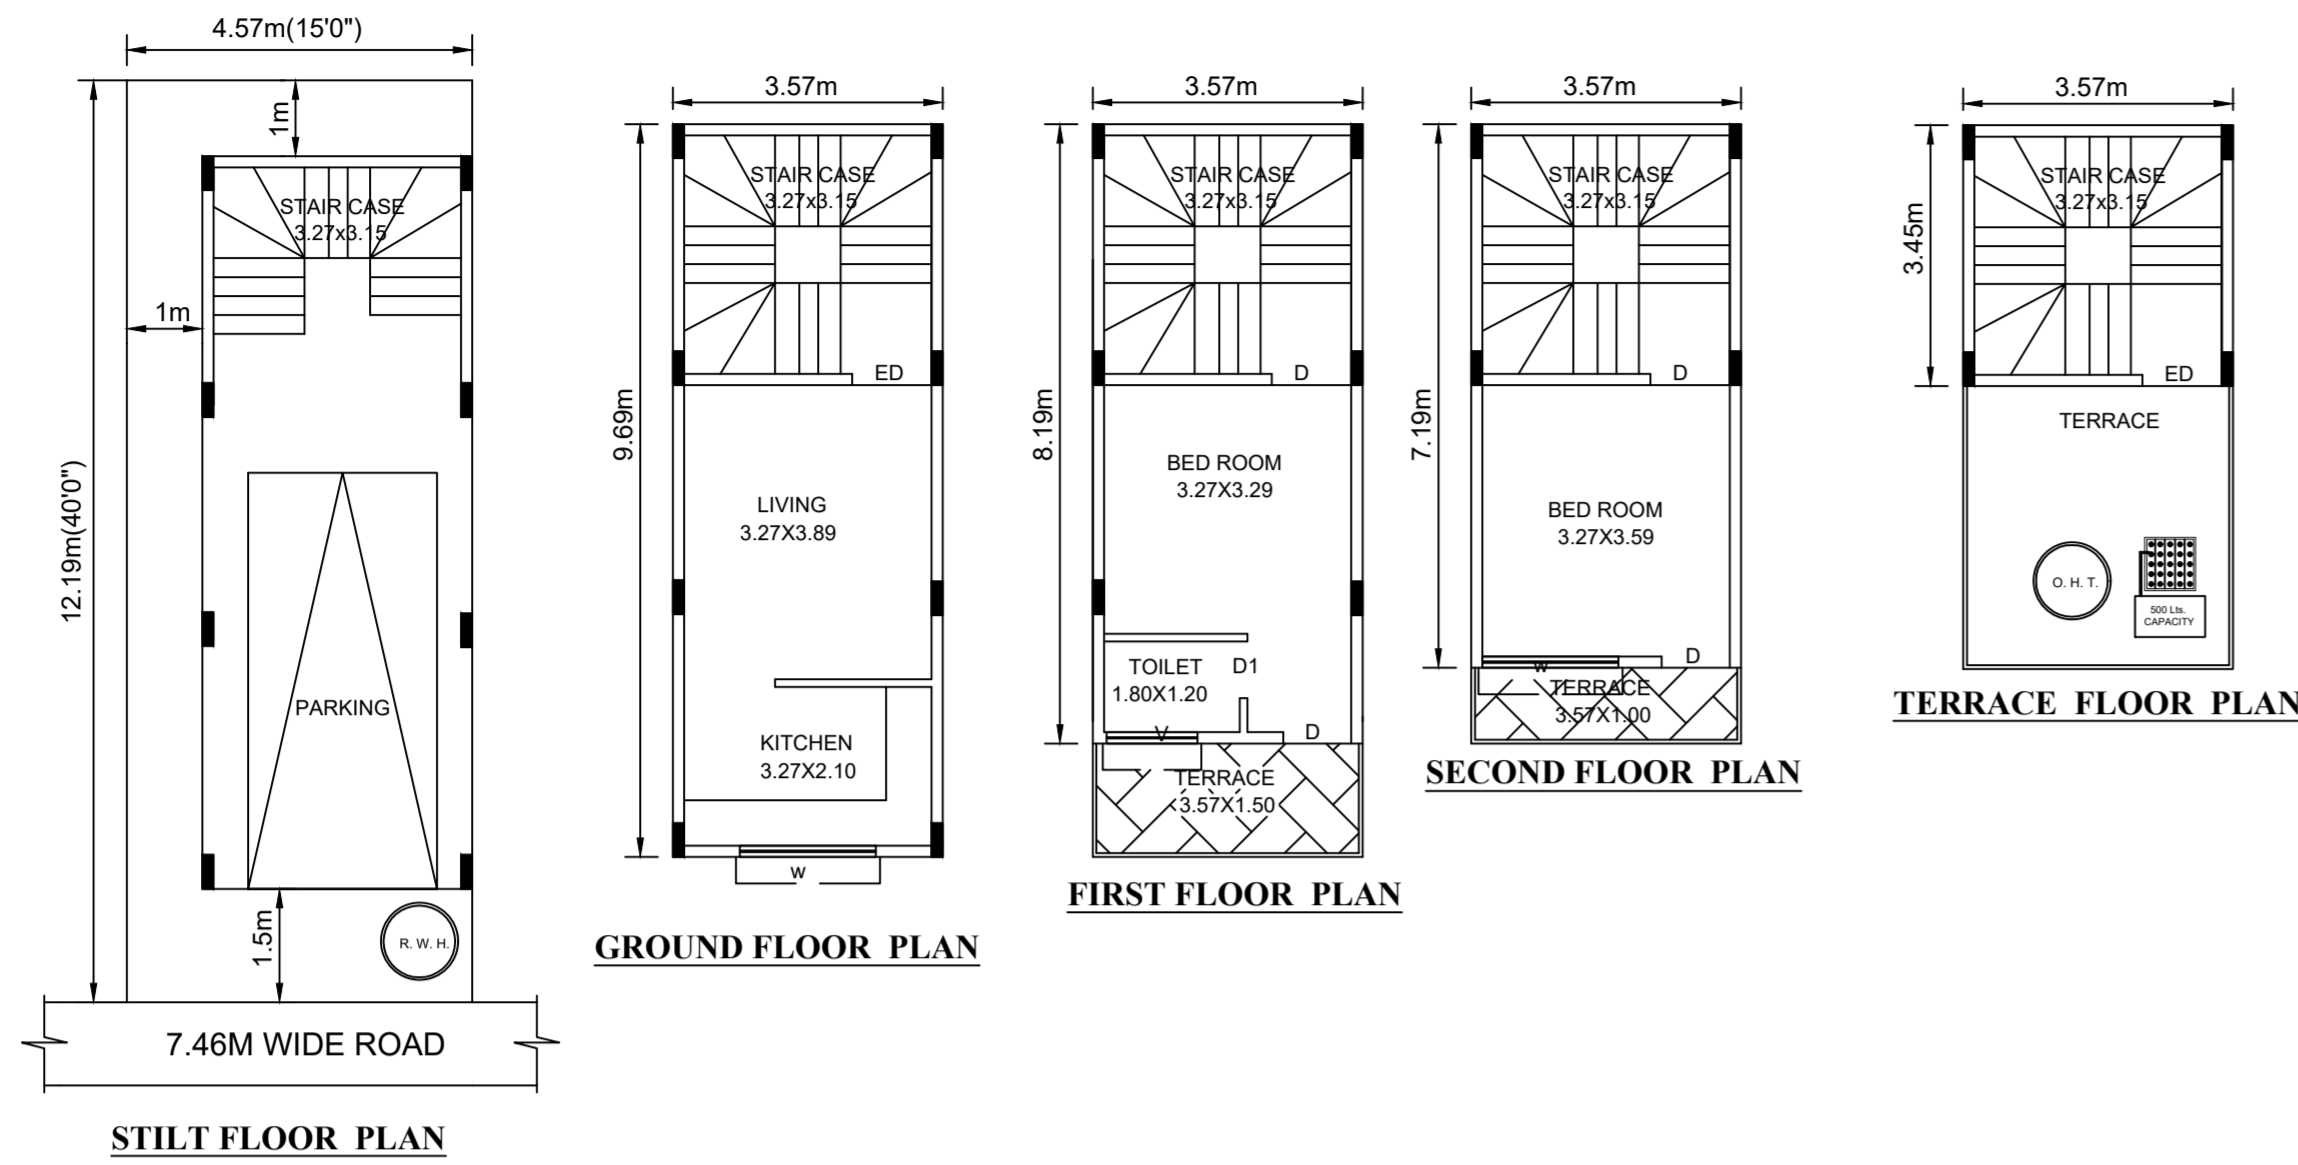 4.57m(15'0")
1m
STAIR CASE
3.27x3.15
1m
12.19m(40'0")
PARKING
1.5m
R. W. H.
7.46M WIDE ROAD
STILT FLOOR PLAN
3.57m
STAIR CASE
3.27x3.15
ED
9.69m
LIVING
3.27X3.89
KITCHEN
3.27X2.10
w
GROUND FLOOR PLAN
3.57m
STAIR CASE
3.27x3.15
D
8.19m
BED ROOM
3.27X3.29
TOILET
D1
1.80X1.20
V
D
TERRACE
3.57X1.50
FIRST FLOOR PLAN
3.57m
STAIR CASE
3.27x3.15
D
7.19m
BED ROOM
3.27X3.59
w
D
TERRACE
3.57X1.00
SECOND FLOOR PLAN
3.57m
STAIR CASE
3.27x3.15
3.45m
ED
TERRACE
O. H. T.
500 Lts.
CAPACITY
TERRACE FLOOR PLAN